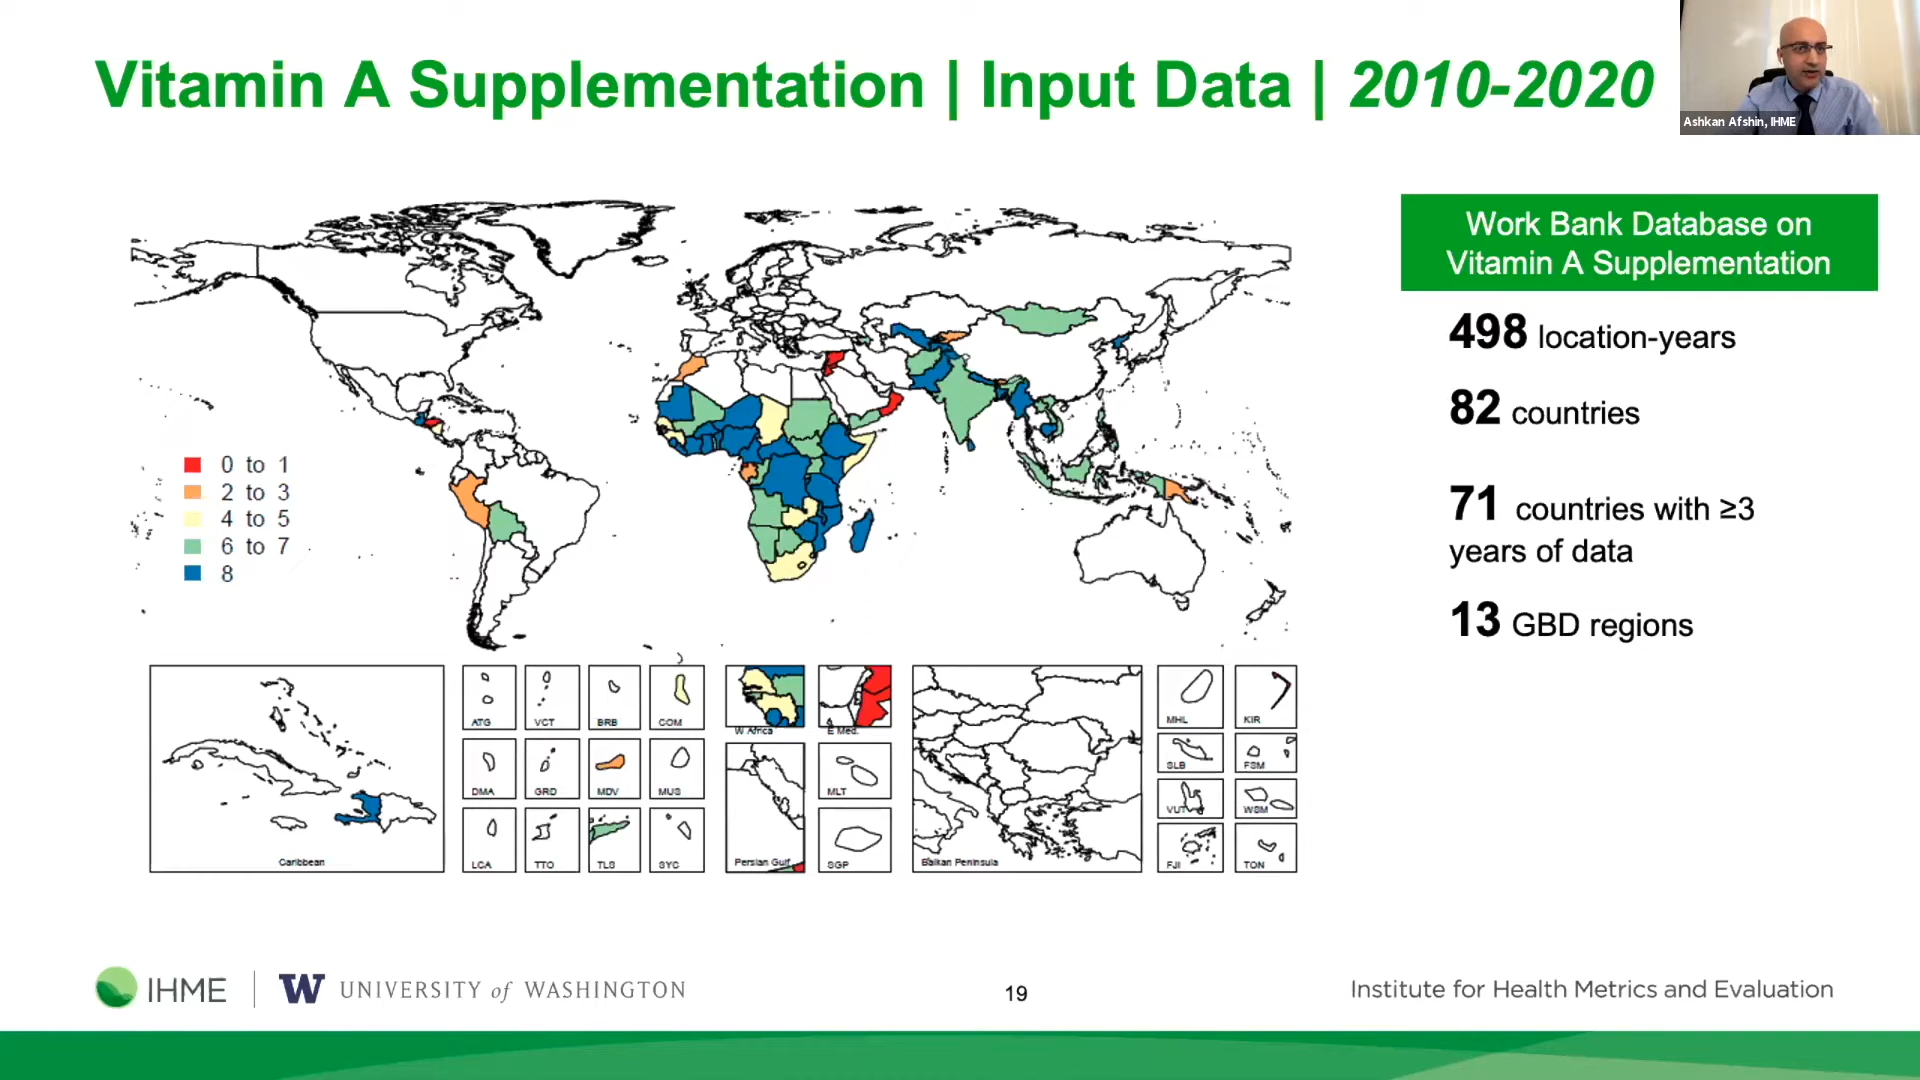 Vitamin A Supplementation | Input Data | 2010-2020
Ashkan Afshin, IHME
Work Bank Database on
Vitamin A Supplementation
498 location-years
82 countries
71 countries with ≥3
years of data
13 GBD regions
0 to 1
2 to 3
4 to 5
6 to 7
8
ATG
VCT
BRB
COM
W Africa
E Med.
MHL
KIR
DMA
GRD
MDV
MUS
MLT
SLB
FSM
VUT
WSM
Caribbean
LCA
TTO
TLS
SYC
Persian Gulf
SGP
Balkan Peninsula
FJI
TON
IHME
W UNIVERSITY of WASHINGTON
19
Institute for Health Metrics and Evaluation